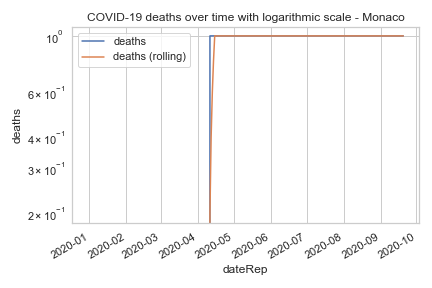 COVID-19 deaths over time with logarithmic scale - Monaco
deaths
deaths (rolling)
10⁰
6 × 10⁻¹
4 × 10⁻¹
3 × 10⁻¹
2 × 10⁻¹
deaths
2020-01
2020-02
2020-03
2020-04
2020-05
2020-06
2020-07
2020-08
2020-09
2020-10
dateRep